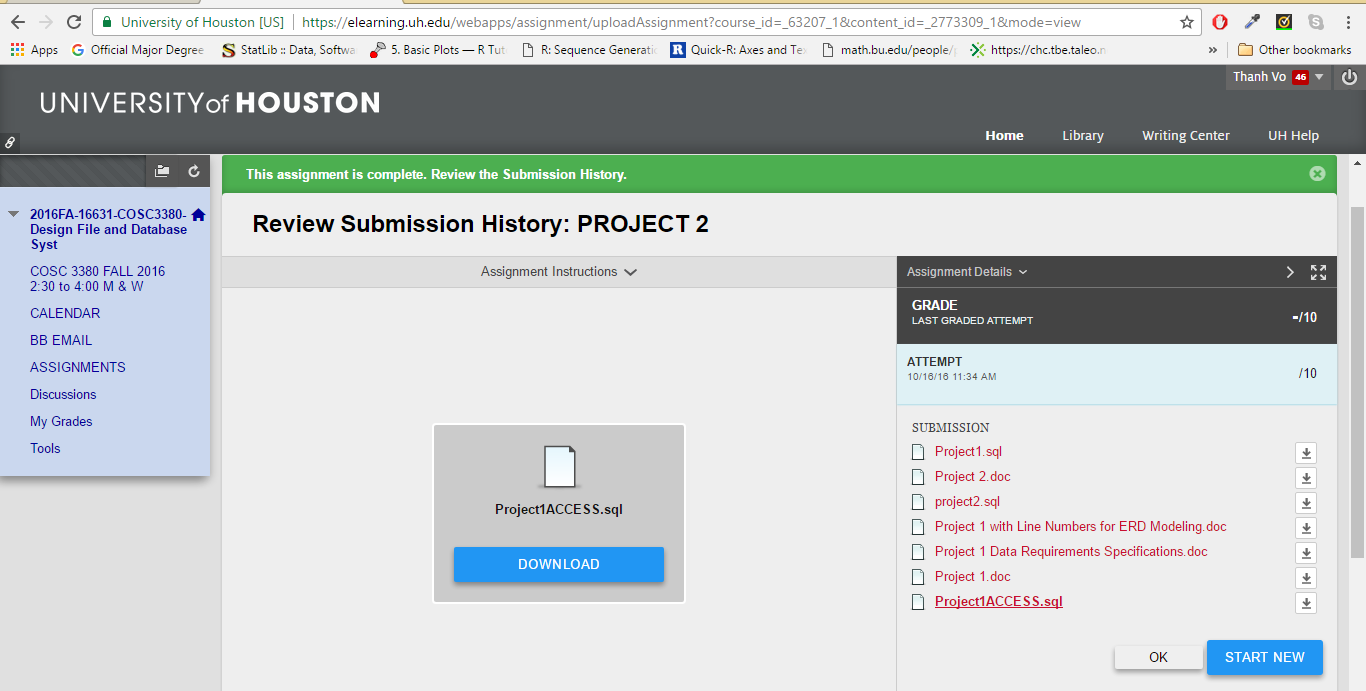 University of Houston [US] https://elearning.uh.edu/webapps/assignment/uploadAssignment?course_id=_63207_1&content_id=_2773309_1&mode=view
Apps Official Major Degree StatLib :: Data, Softwa 5. Basic Plots — R Tut R: Sequence Generatio Quick-R: Axes and Tex math.bu.edu/people/ https://chc.tbe.taleo.n » Other bookmarks
Thanh Vo 46
UNIVERSITY of HOUSTON
Home Library Writing Center UH Help
This assignment is complete. Review the Submission History.
2016FA-16631-COSC3380-
Design File and Database
Syst
COSC 3380 FALL 2016
2:30 to 4:00 M & W
CALENDAR
BB EMAIL
ASSIGNMENTS
Discussions
My Grades
Tools
Review Submission History: PROJECT 2
Assignment Instructions
Project1ACCESS.sql
DOWNLOAD
Assignment Details
GRADE
LAST GRADED ATTEMPT
-/10
ATTEMPT
10/16/16 11:34 AM
/10
SUBMISSION
Project1.sql
Project 2.doc
project2.sql
Project 1 with Line Numbers for ERD Modeling.doc
Project 1 Data Requirements Specifications.doc
Project 1.doc
Project1ACCESS.sql
OK START NEW